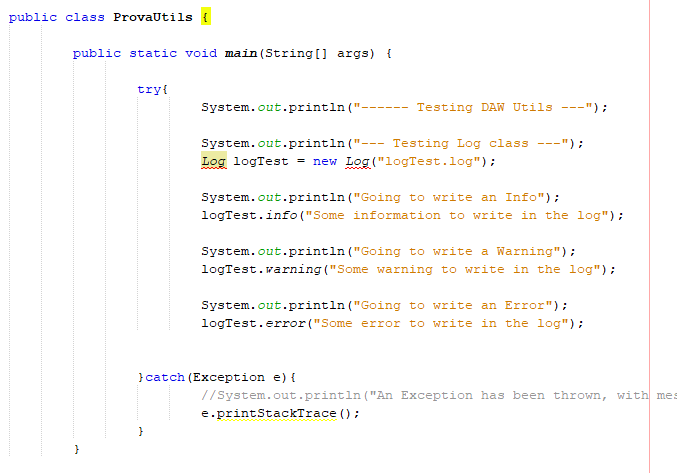 public class ProvaUtils {
public static void main(String[] args) {
try{
System.out.println("------ Testing DAW Utils ---");
System.out.println("--- Testing Log class ---");
Log logTest = new Log("logTest.log");
System.out.println("Going to write an Info");
logTest.info("Some information to write in the log");
System.out.println("Going to write a Warning");
logTest.warning("Some warning to write in the log");
System.out.println("Going to write an Error");
logTest.error("Some error to write in the log");
}catch(Exception e){
//System.out.println("An Exception has been thrown, with mes
e.printStackTrace();
}
}